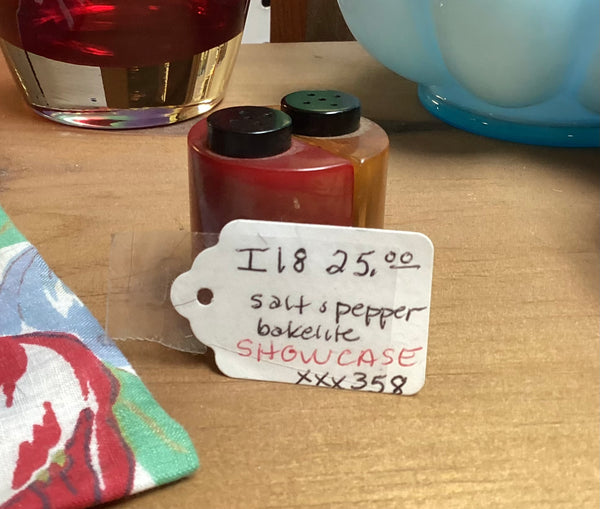 I18 25.00
salt & pepper
bakelite
SHOWCASE
xxx358